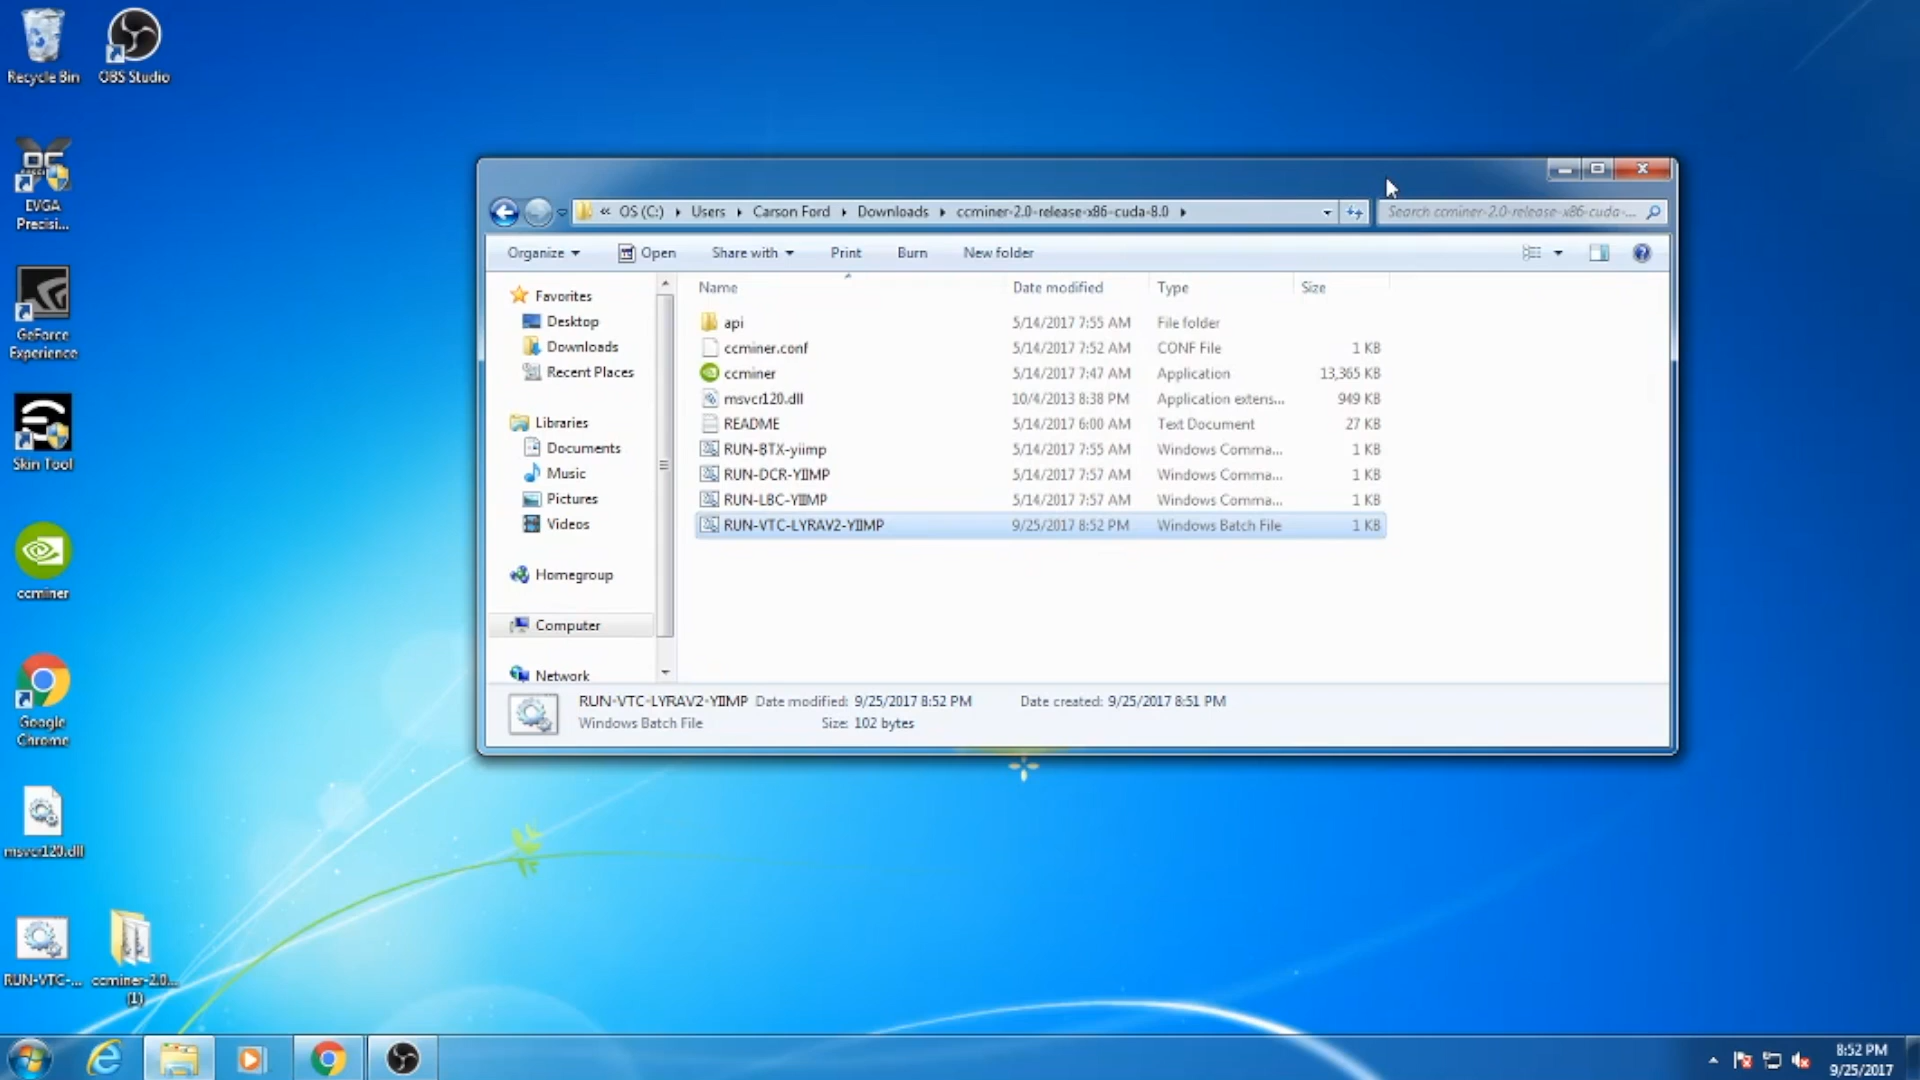 Recycle Bin
OBS Studio
EVGA
Precisi...
GeForce
Experience
Skin Tool
ccminer
Google
Chrome
msvcr120.dll
RUN-VTC-...
ccminer-2.0...
(1)
« OS (C:) ▸ Users ▸ Carson Ford ▸ Downloads ▸ ccminer-2.0-release-x86-cuda-8.0 ▸
Search ccminer-2.0-release-x86-cuda-...
Organize Open Share with Print Burn New folder
Favorites
Desktop
Downloads
Recent Places
Libraries
Documents
Music
Pictures
Videos
Homegroup
Computer
Network
Name Date modified Type Size
api 5/14/2017 7:55 AM File folder
ccminer.conf 5/14/2017 7:52 AM CONF File 1 KB
ccminer 5/14/2017 7:47 AM Application 13,365 KB
msvcr120.dll 10/4/2013 8:38 PM Application extens... 949 KB
README 5/14/2017 6:00 AM Text Document 27 KB
RUN-BTX-yiimp 5/14/2017 7:55 AM Windows Comma... 1 KB
RUN-DCR-YIIMP 5/14/2017 7:57 AM Windows Comma... 1 KB
RUN-LBC-YIIMP 5/14/2017 7:57 AM Windows Comma... 1 KB
RUN-VTC-LYRAV2-YIIMP 9/25/2017 8:52 PM Windows Batch File 1 KB
RUN-VTC-LYRAV2-YIIMP Date modified: 9/25/2017 8:52 PM Date created: 9/25/2017 8:51 PM
Windows Batch File Size: 102 bytes
8:52 PM
9/25/2017